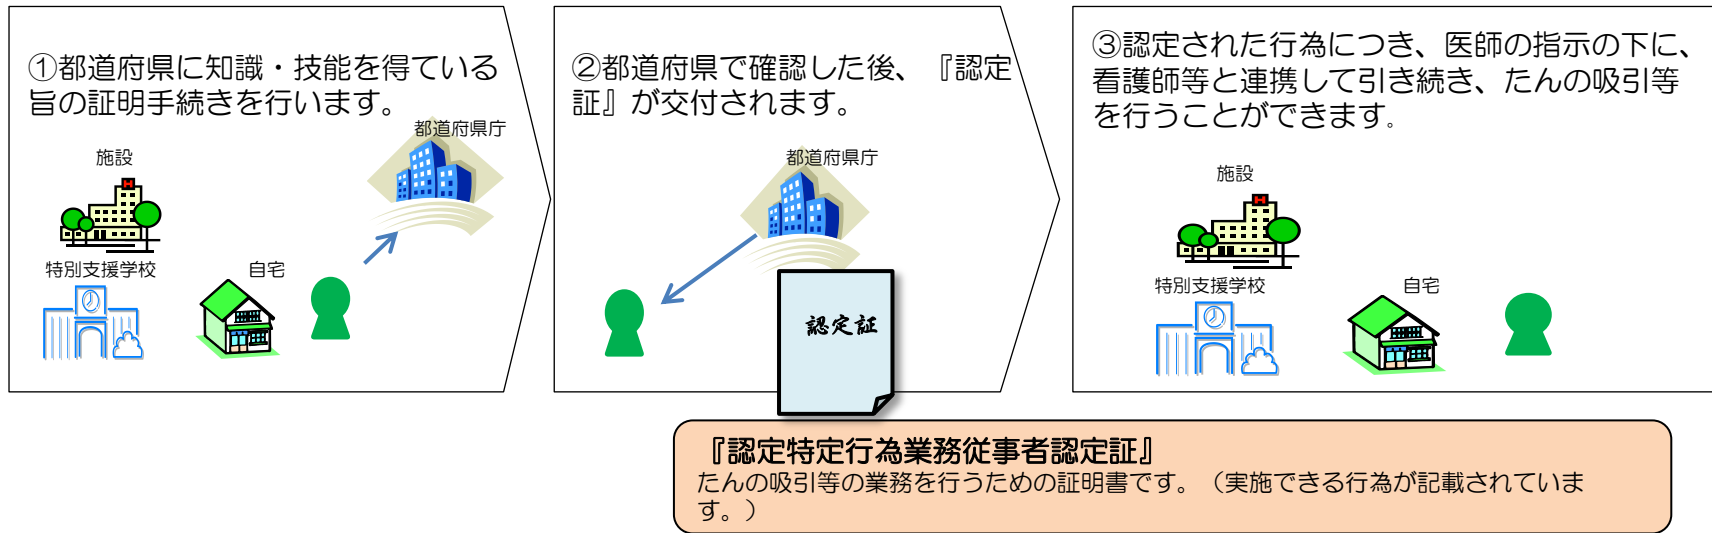 ①都道府県に知識・技能を得ている
旨の証明手続きを行います。
都道府県庁
施設
特別支援学校
自宅
②都道府県で確認した後、『認定
証』が交付されます。
都道府県庁
認定証
③認定された行為につき、医師の指示の下に、
看護師等と連携して引き続き、たんの吸引等
を行うことができます。
施設
特別支援学校
自宅
『認定特定行為業務従事者認定証』
たんの吸引等の業務を行うための証明書です。（実施できる行為が記載されていま
す。）